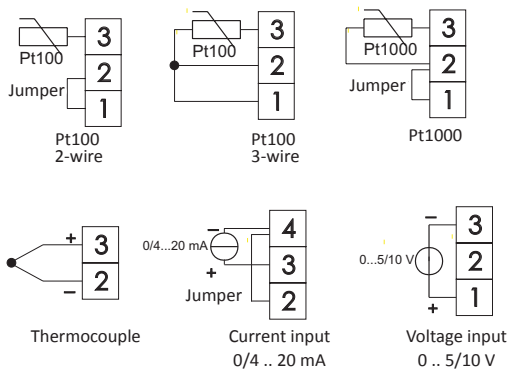 3
Pt100
2
Jumper
1
Pt100
2-wire
3
Pt100
2
1
Pt100
3-wire
3
Pt1000
2
Jumper
1
Pt1000
+
3
2
−
Thermocouple
−
4
0/4...20 mA
3
+
Jumper
2
Current input
0/4 .. 20 mA
−
3
0...5/10 V
2
1
+
Voltage input
0 .. 5/10 V